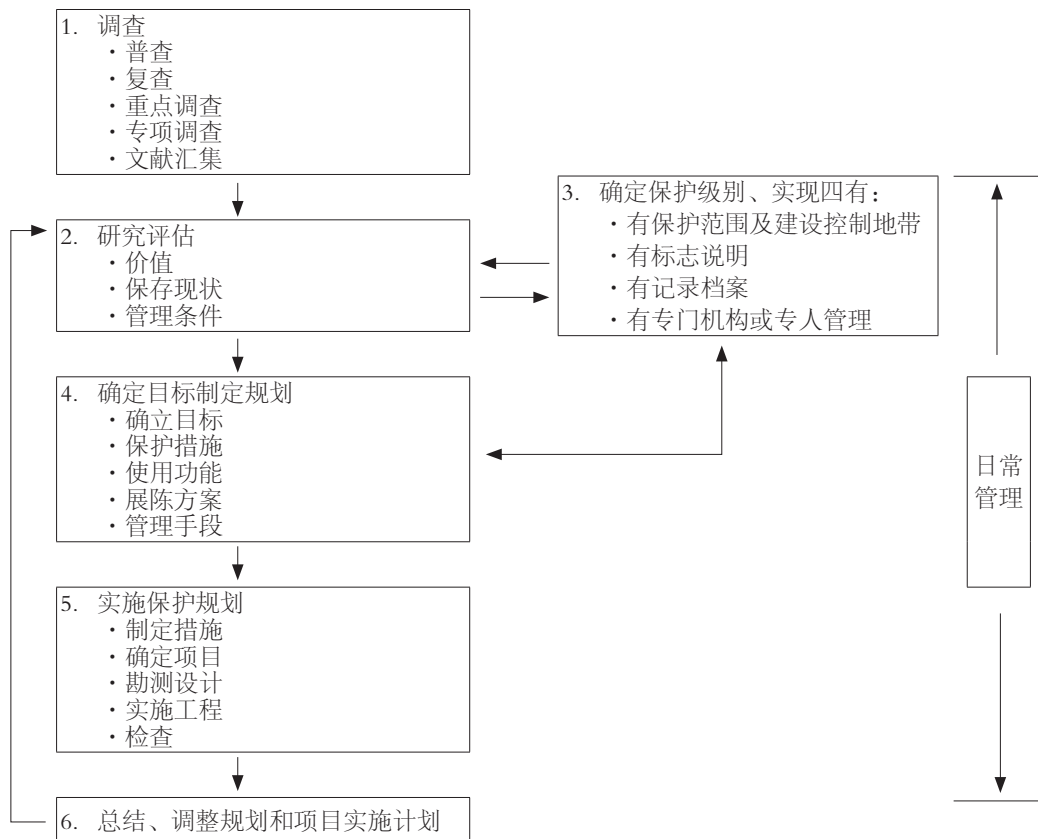 1. 调查
・普查
・复查
・重点调查
・专项调查
・文献汇集
2. 研究评估
・价值
・保存现状
・管理条件
3. 确定保护级别、实现四有：
・有保护范围及建设控制地带
・有标志说明
・有记录档案
・有专门机构或专人管理
4. 确定目标制定规划
・确立目标
・保护措施
・使用功能
・展陈方案
・管理手段
5. 实施保护规划
・制定措施
・确定项目
・勘测设计
・实施工程
・检查
6. 总结、调整规划和项目实施计划
日常
管理